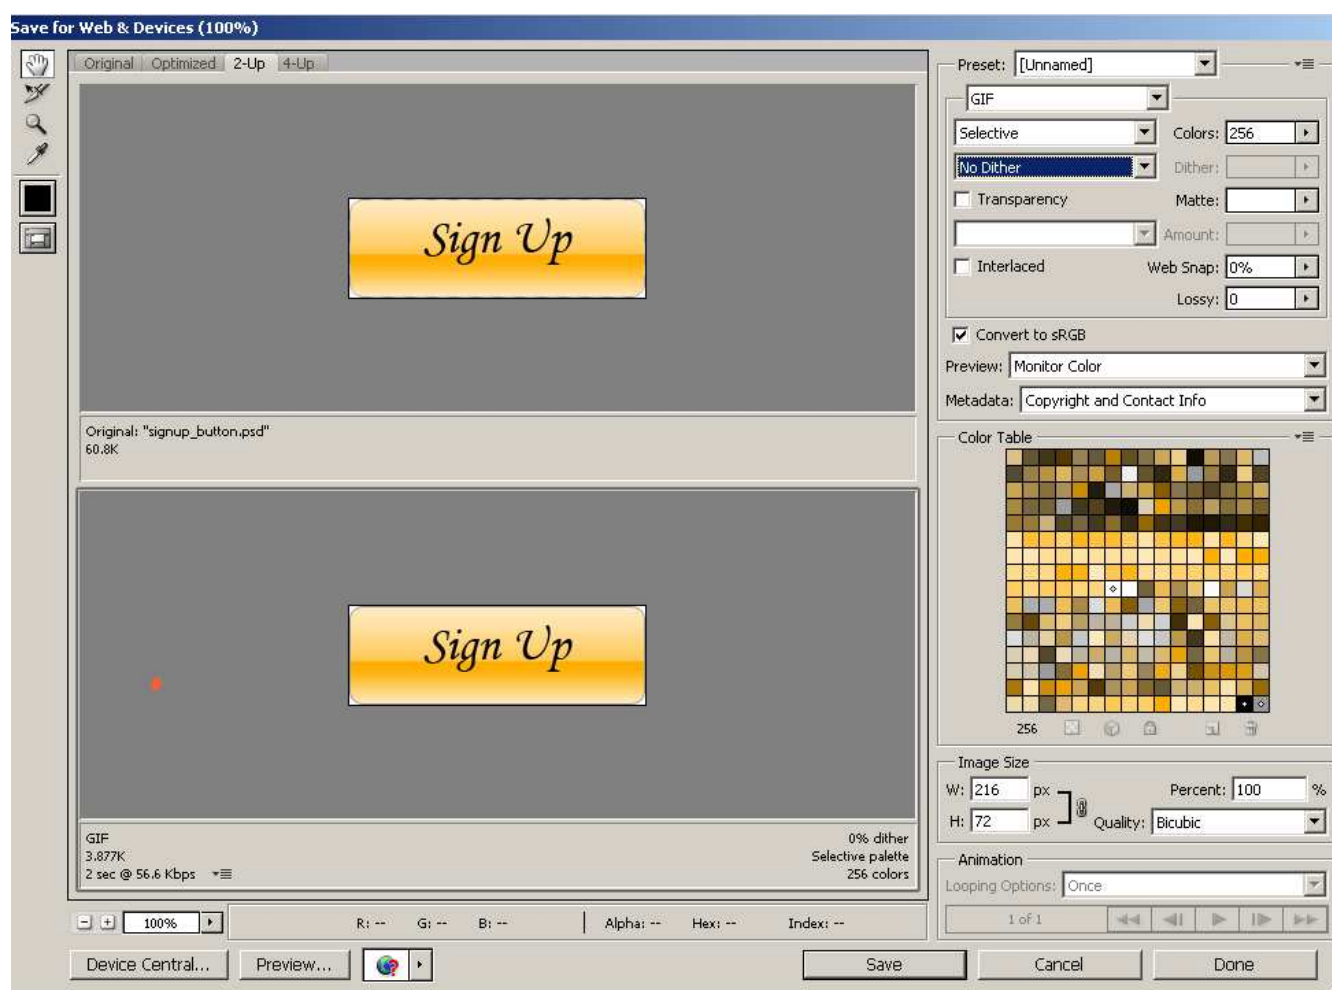 Save for Web & Devices (100%)
Original Optimized 2-Up 4-Up
Sign Up
Original: "signup_button.psd"
60.8K
Sign Up
GIF
3.877K
2 sec @ 56.6 Kbps
0% dither
Selective palette
256 colors
100%
R: -- G: -- B: -- Alpha: -- Hex: -- Index: --
Device Central... Preview...
Preset: [Unnamed]
GIF
Selective Colors: 256
No Dither Dither:
Transparency Matte:
Amount:
Interlaced Web Snap: 0%
Lossy: 0
Convert to sRGB
Preview: Monitor Color
Metadata: Copyright and Contact Info
Color Table
256
Image Size
W: 216 px Percent: 100 %
H: 72 px Quality: Bicubic
Animation
Looping Options: Once
1 of 1
Save Cancel Done